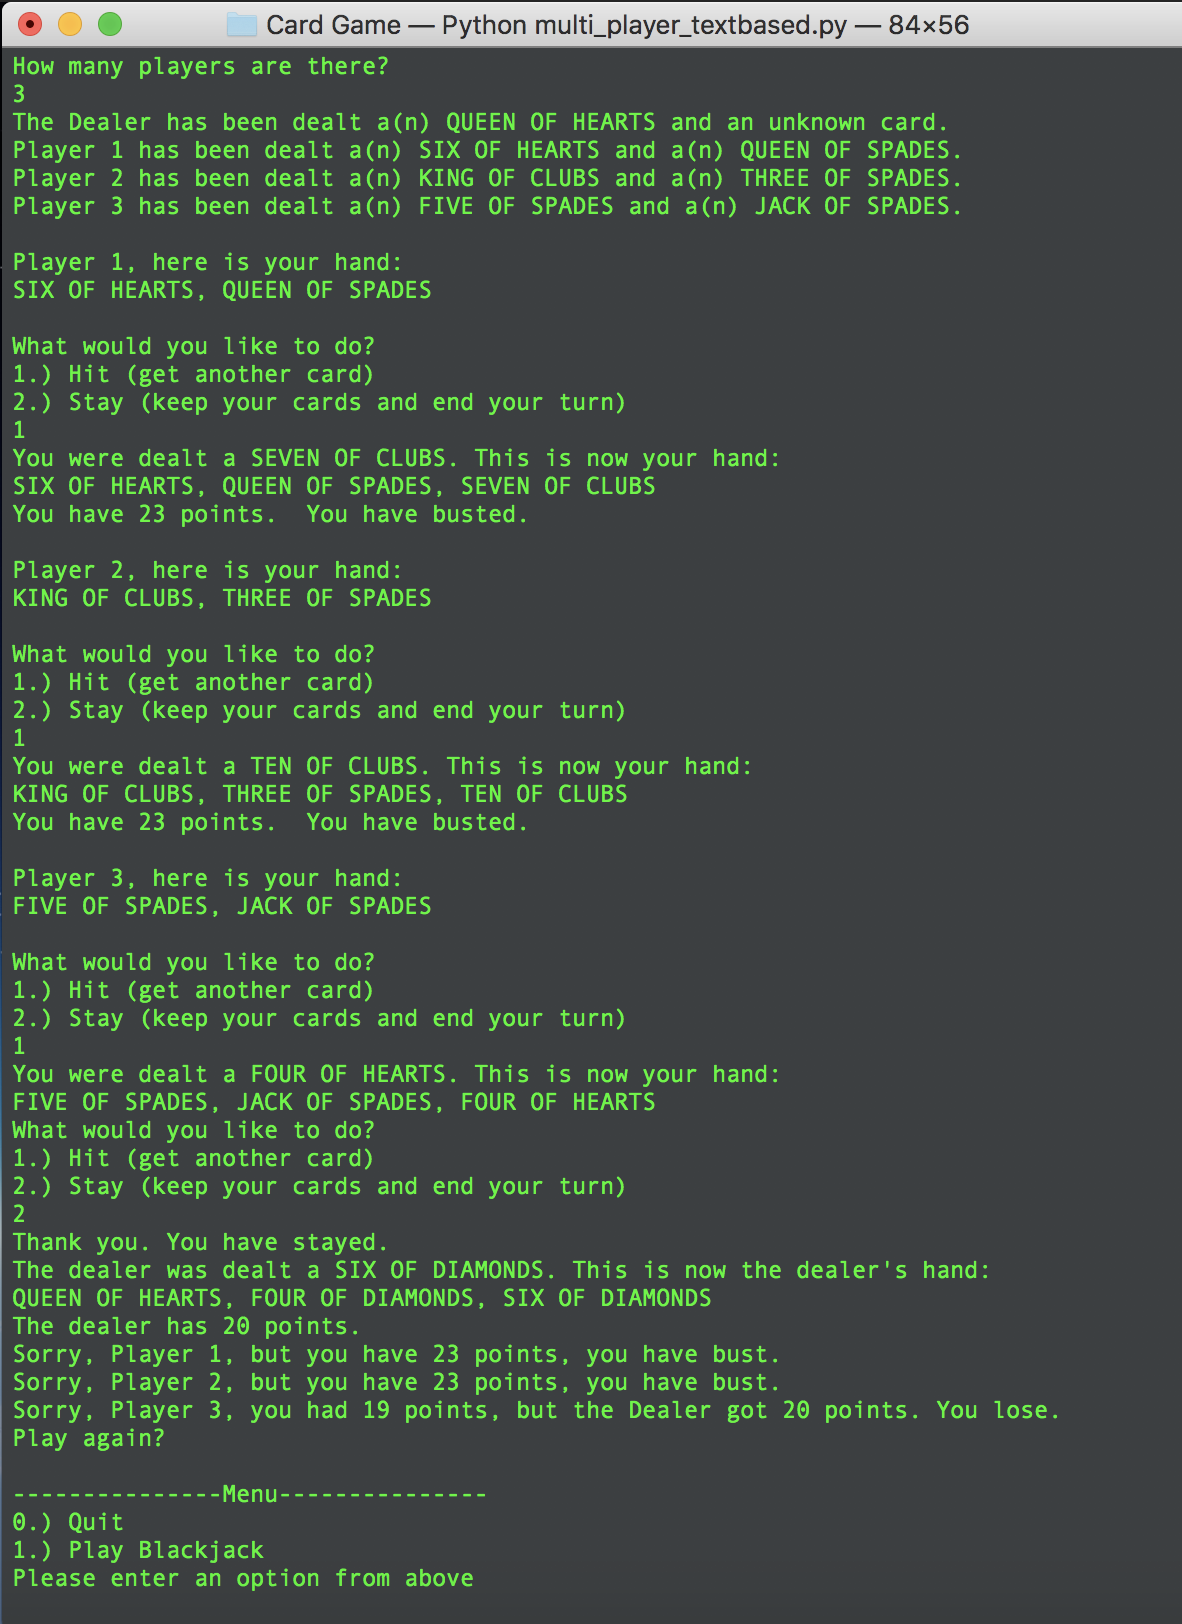 Card Game — Python multi_player_textbased.py — 84×56
How many players are there?
3
The Dealer has been dealt a(n) QUEEN OF HEARTS and an unknown card.
Player 1 has been dealt a(n) SIX OF HEARTS and a(n) QUEEN OF SPADES.
Player 2 has been dealt a(n) KING OF CLUBS and a(n) THREE OF SPADES.
Player 3 has been dealt a(n) FIVE OF SPADES and a(n) JACK OF SPADES.
Player 1, here is your hand:
SIX OF HEARTS, QUEEN OF SPADES
What would you like to do?
1.) Hit (get another card)
2.) Stay (keep your cards and end your turn)
1
You were dealt a SEVEN OF CLUBS. This is now your hand:
SIX OF HEARTS, QUEEN OF SPADES, SEVEN OF CLUBS
You have 23 points.  You have busted.
Player 2, here is your hand:
KING OF CLUBS, THREE OF SPADES
What would you like to do?
1.) Hit (get another card)
2.) Stay (keep your cards and end your turn)
1
You were dealt a TEN OF CLUBS. This is now your hand:
KING OF CLUBS, THREE OF SPADES, TEN OF CLUBS
You have 23 points.  You have busted.
Player 3, here is your hand:
FIVE OF SPADES, JACK OF SPADES
What would you like to do?
1.) Hit (get another card)
2.) Stay (keep your cards and end your turn)
1
You were dealt a FOUR OF HEARTS. This is now your hand:
FIVE OF SPADES, JACK OF SPADES, FOUR OF HEARTS
What would you like to do?
1.) Hit (get another card)
2.) Stay (keep your cards and end your turn)
2
Thank you. You have stayed.
The dealer was dealt a SIX OF DIAMONDS. This is now the dealer's hand:
QUEEN OF HEARTS, FOUR OF DIAMONDS, SIX OF DIAMONDS
The dealer has 20 points.
Sorry, Player 1, but you have 23 points, you have bust.
Sorry, Player 2, but you have 23 points, you have bust.
Sorry, Player 3, you had 19 points, but the Dealer got 20 points. You lose.
Play again?
---------------Menu---------------
0.) Quit
1.) Play Blackjack
Please enter an option from above